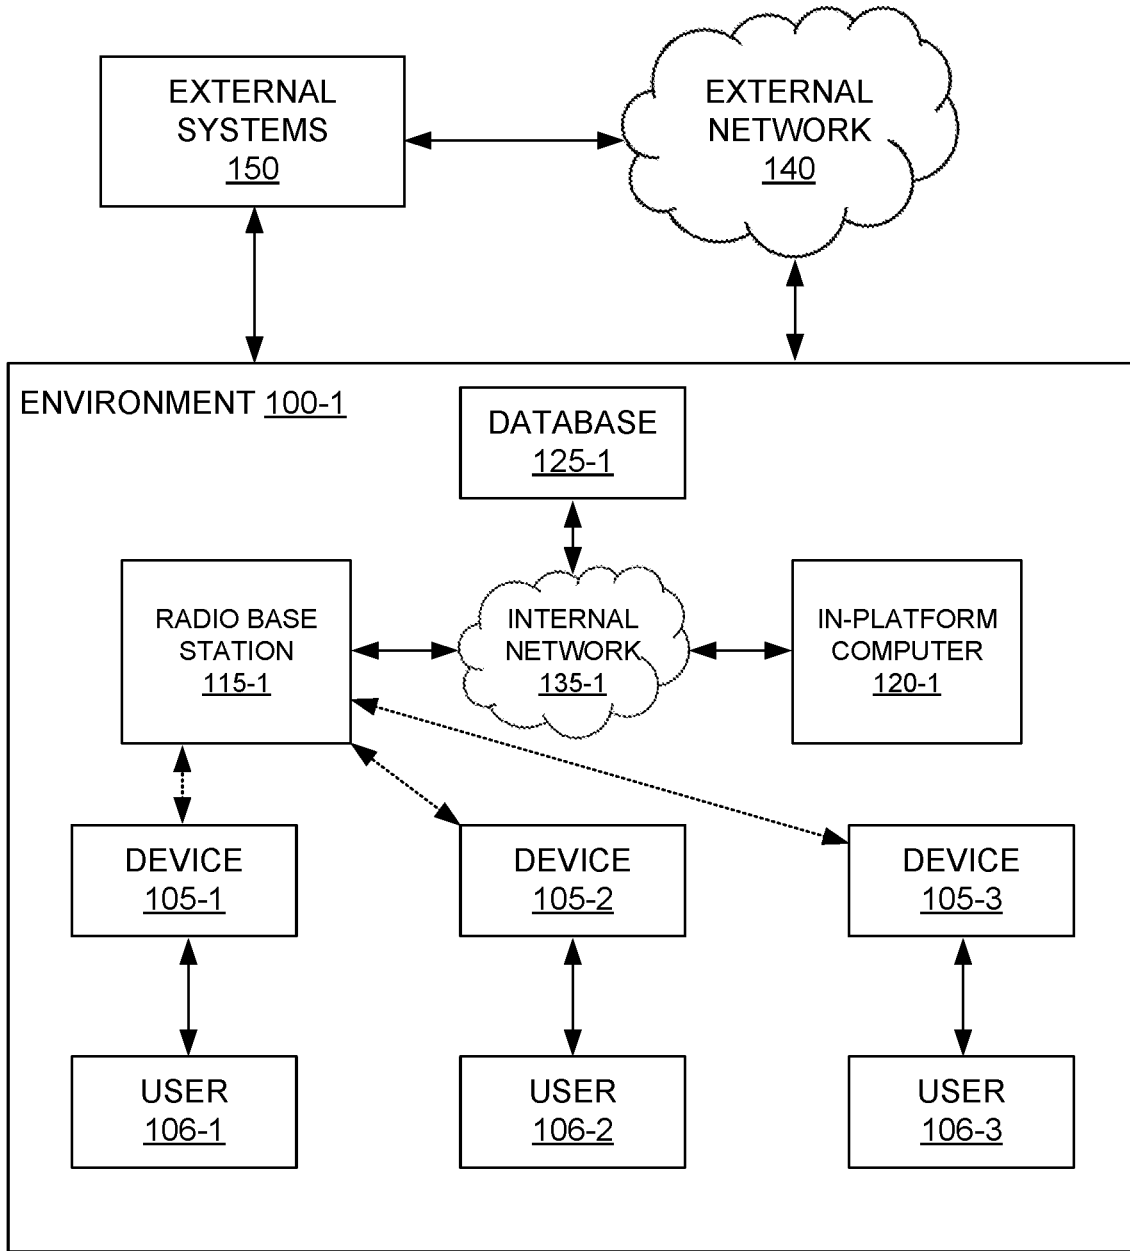 EXTERNAL
SYSTEMS
150
EXTERNAL
NETWORK
140
ENVIRONMENT 100-1
DATABASE
125-1
RADIO BASE
STATION
115-1
INTERNAL
NETWORK
135-1
IN-PLATFORM
COMPUTER
120-1
DEVICE
105-1
DEVICE
105-2
DEVICE
105-3
USER
106-1
USER
106-2
USER
106-3